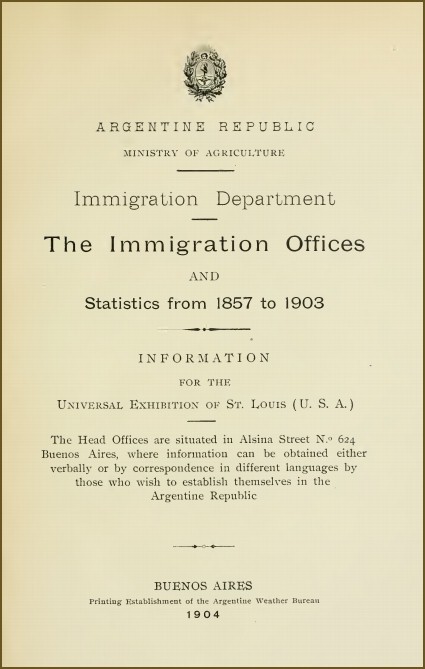 ARGENTINE REPUBLIC
MINISTRY OF AGRICULTURE
Immigration Department
The Immigration Offices
AND
Statistics from 1857 to 1903
INFORMATION
FOR THE
UNIVERSAL EXHIBITION OF ST. LOUIS (U. S. A.)
The Head Offices are situated in Alsina Street N.º 624
Buenos Aires, where information can be obtained either
verbally or by correspondence in different languages by
those who wish to establish themselves in the
Argentine Republic
BUENOS AIRES
Printing Establishment of the Argentine Weather Bureau
1904